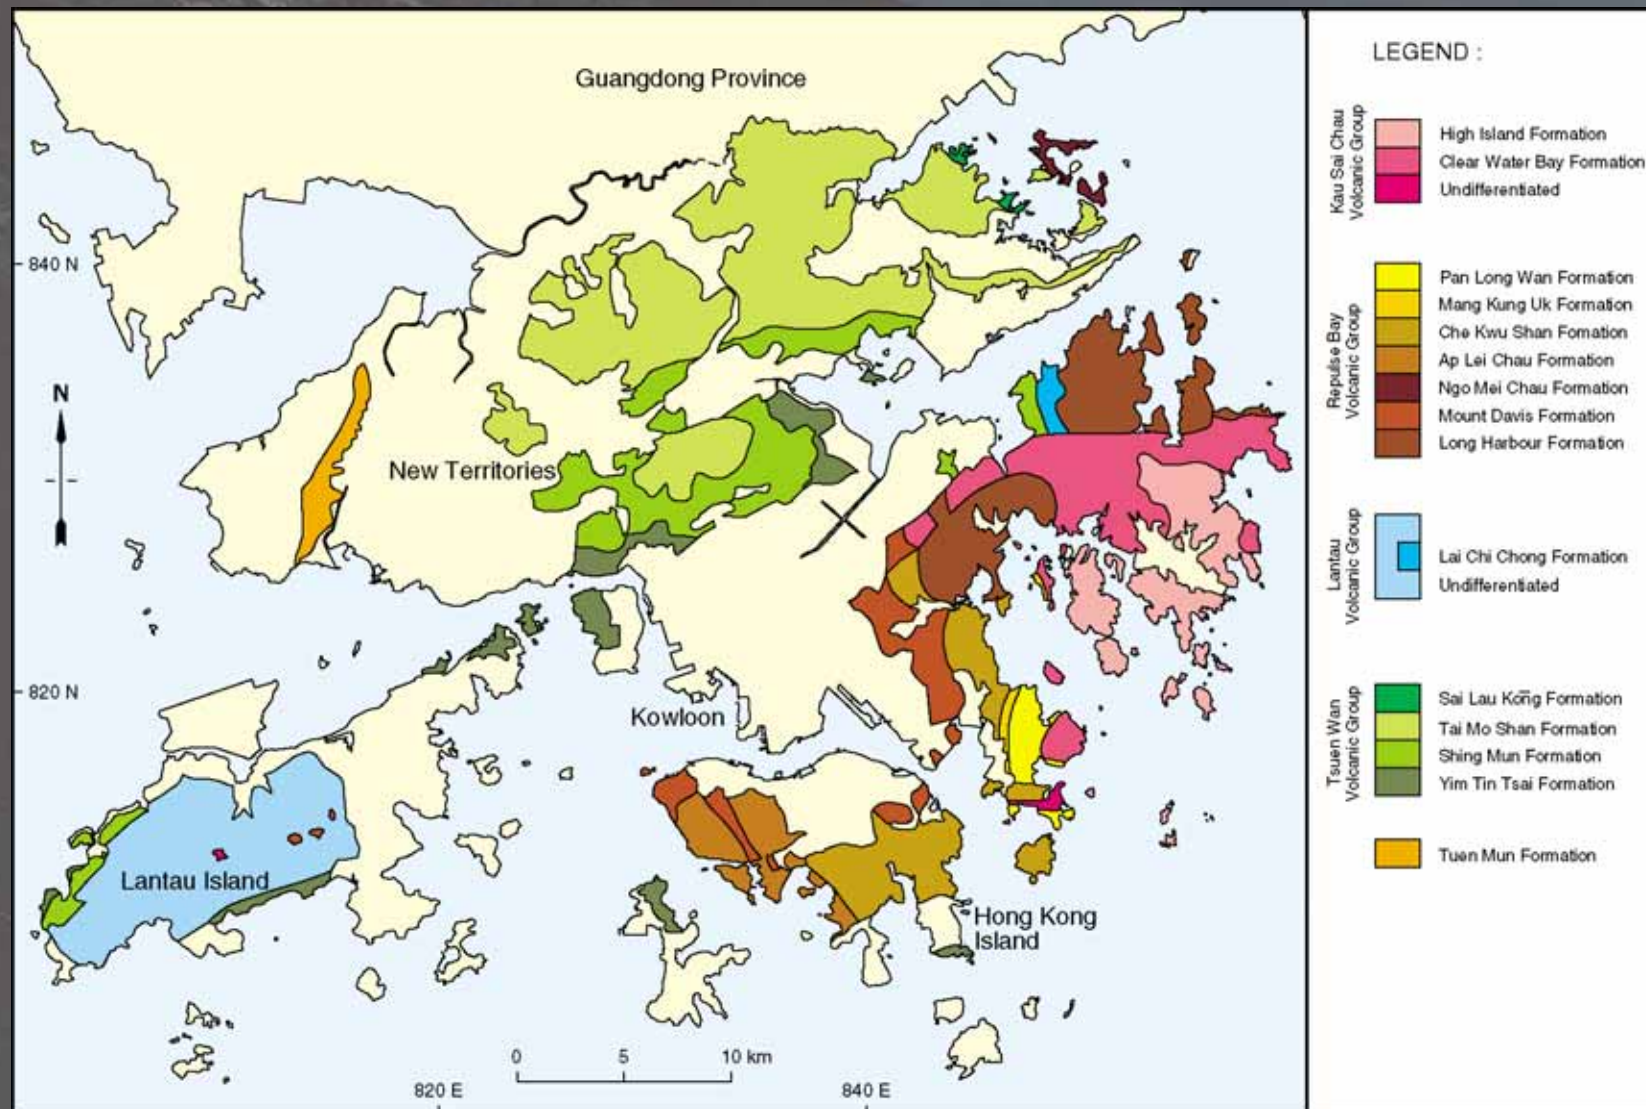 Guangdong Province
840 N
N
New Territories
820 N
Kowloon
Lantau Island
Hong Kong
Island
0 5 10 km
820 E 840 E
LEGEND :
Kau Sai Chau
Volcanic Group
High Island Formation
Clear Water Bay Formation
Undifferentiated
Repulse Bay
Volcanic Group
Pan Long Wan Formation
Mang Kung Uk Formation
Che Kwu Shan Fomation
Ap Lei Chau Formation
Ngo Mei Chau Formation
Mount Davis Formation
Long Harbour Formation
Lantau
Volcanic Group
Lai Chi Chong Formation
Undifferentiated
Tsuen Wan
Volcanic Group
Sai Lau Kong Formation
Tai Mo Shan Formation
Shing Mun Formation
Yim Tin Tsai Formation
Tuen Mun Formation